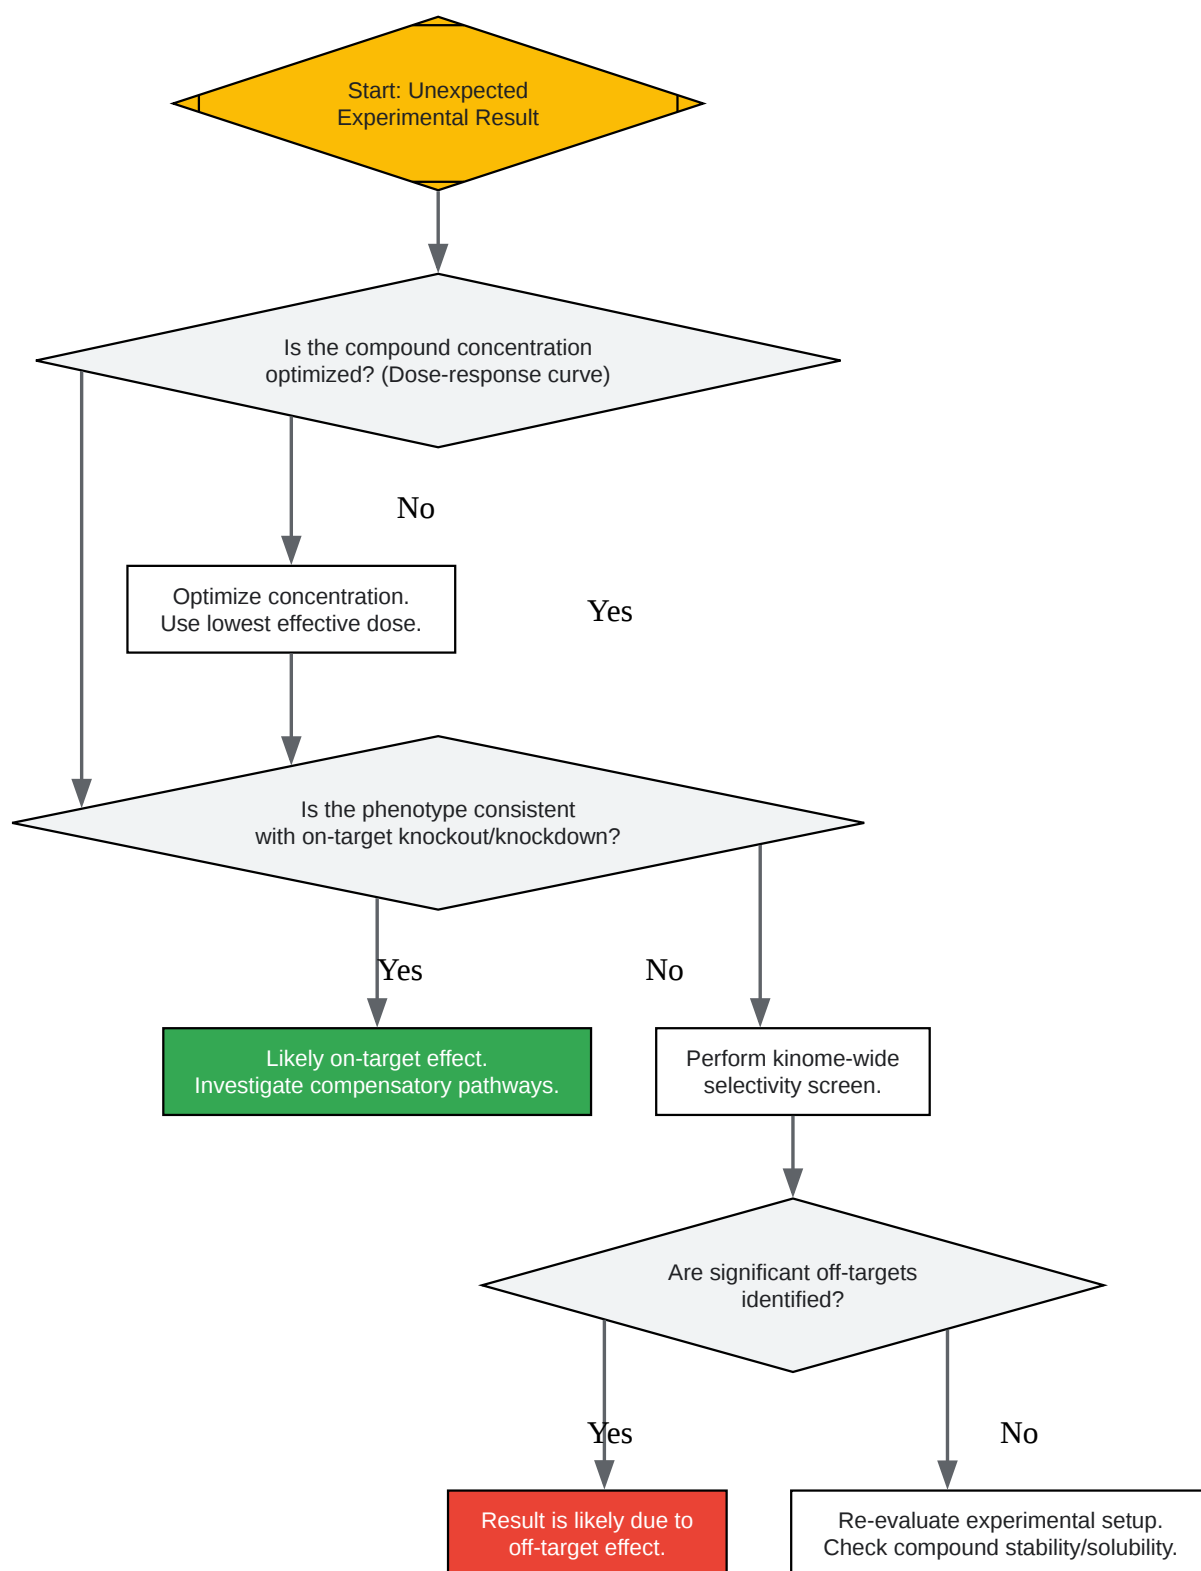 Start: Unexpected
Experimental Result
Is the compound concentration
optimized? (Dose-response curve)
No
Optimize concentration.
Use lowest effective dose.
Yes
Is the phenotype consistent
with on-target knockout/knockdown?
Yes
No
Likely on-target effect.
Investigate compensatory pathways.
Perform kinome-wide
selectivity screen.
Are significant off-targets
identified?
Yes
No
Result is likely due to
off-target effect.
Re-evaluate experimental setup.
Check compound stability/solubility.